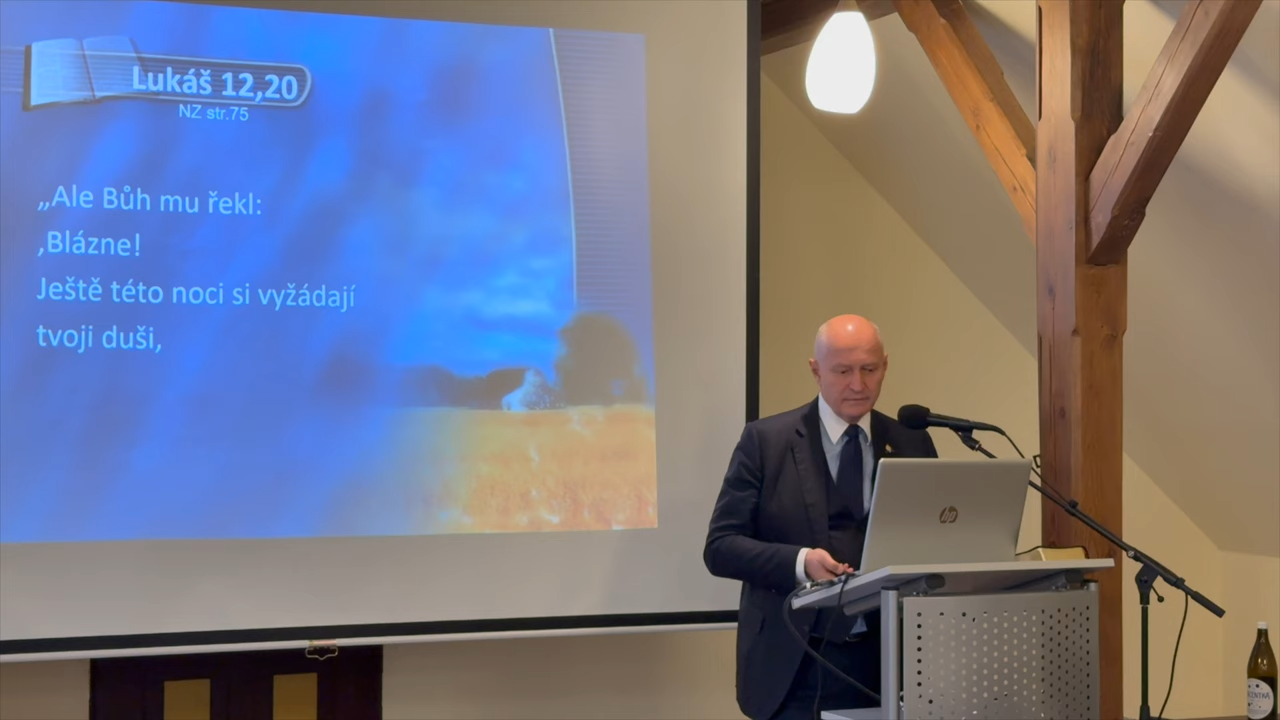 Lukáš 12,20
NZ str.75
„Ale Bůh mu řekl:
‚Blázne!
Ještě této noci si vyžádají
tvoji duši,
hp